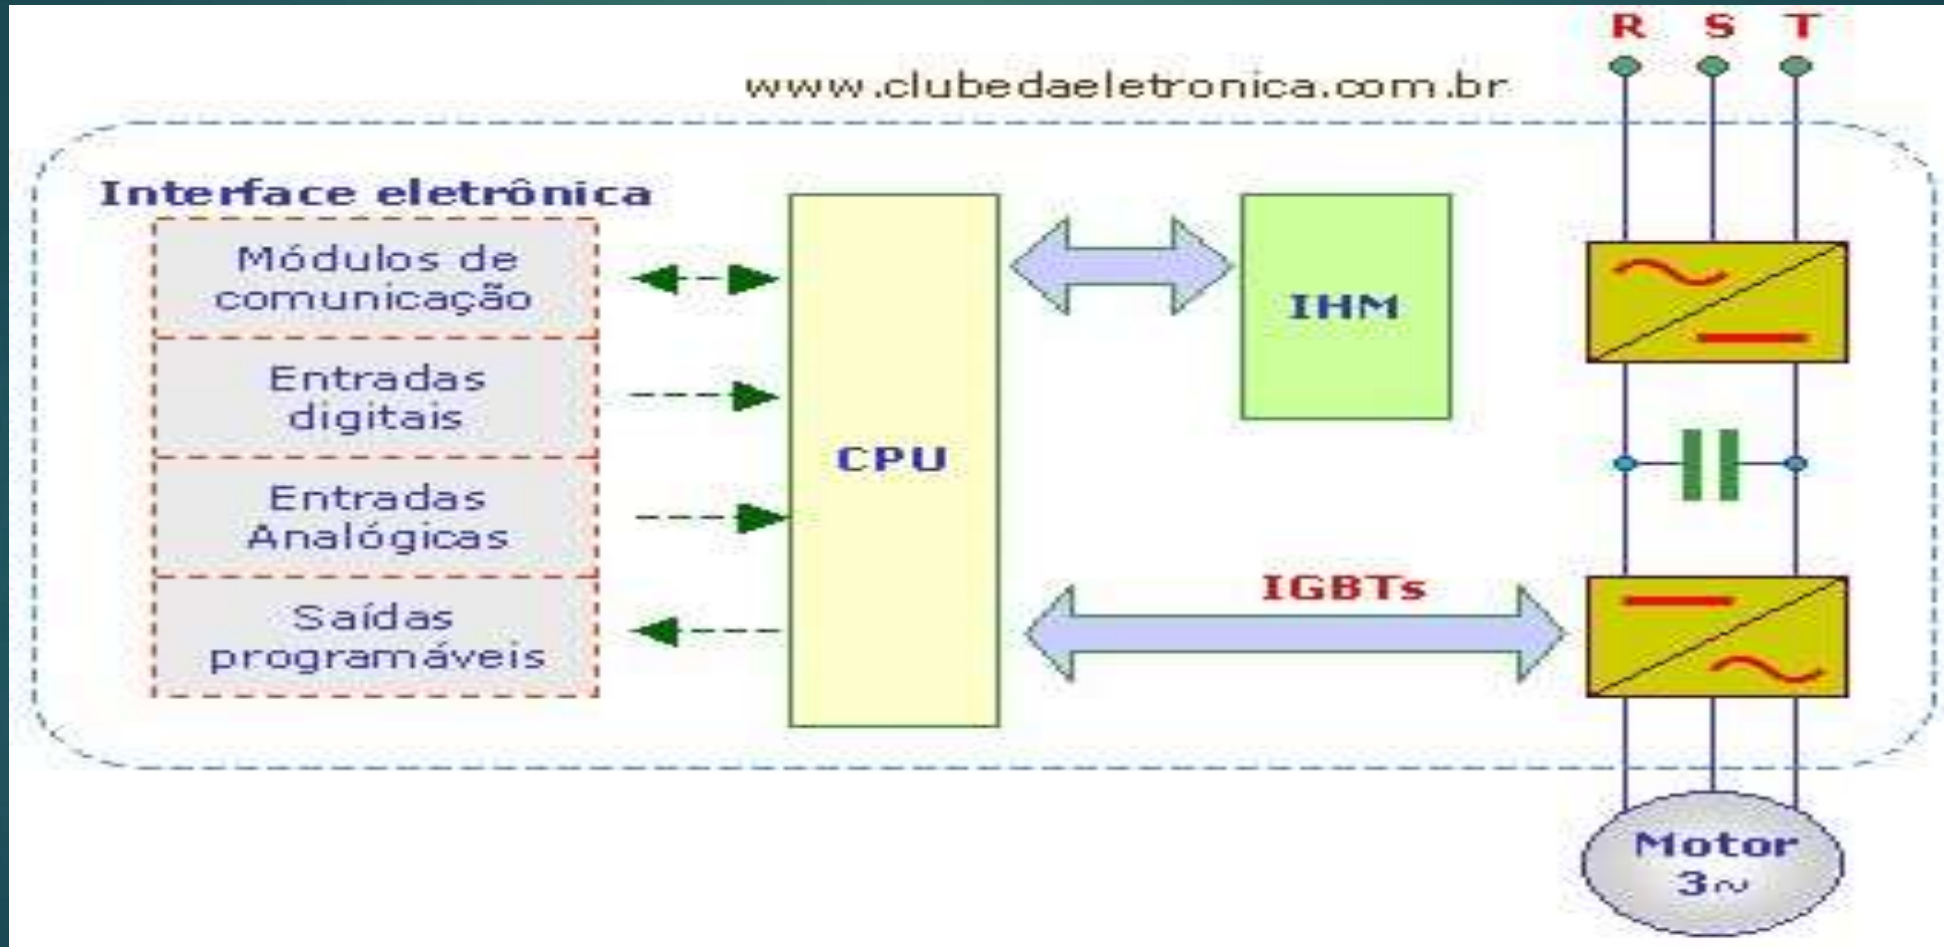 R S T
www.clubedaeletronica.com.br
Interface eletrônica
Módulos de
comunicação
Entradas
digitais
Entradas
Analógicas
Saídas
programáveis
CPU
IHM
IGBTs
Motor
3~